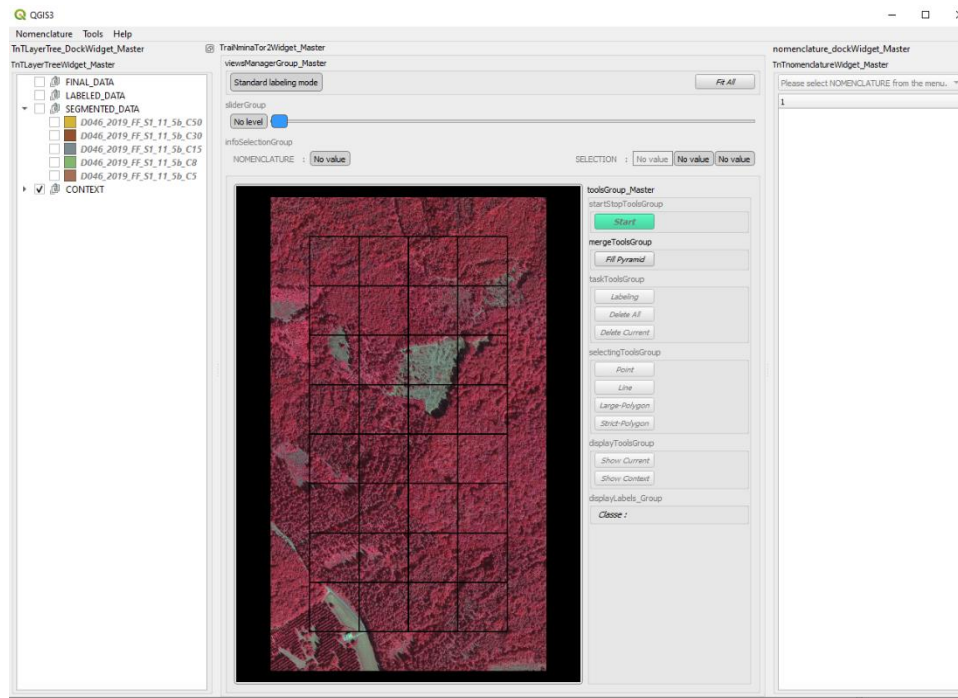 QGIS3
Nomenclature Tools Help
TnTLayerTree_DockWidget_Master
TnTLayerTreeWidget_Master
FINAL_DATA
LABELED_DATA
SEGMENTED_DATA
D046_2019_FF_S1_11_5b_C50
D046_2019_FF_S1_11_5b_C30
D046_2019_FF_S1_11_5b_C15
D046_2019_FF_S1_11_5b_C8
D046_2019_FF_S1_11_5b_C5
CONTEXT
TraiNminaTor2Widget_Master
viewsManagerGroup_Master
Standard labeling mode Fit All
sliderGroup
No level
infoSelectionGroup
NOMENCLATURE : No value SELECTION : No value No value No value
toolsGroup_Master
startStopToolsGroup
Start
mergeToolsGroup
Fill Pyramid
taskToolsGroup
Labeling
Delete All
Delete Current
selectingToolsGroup
Point
Line
Large-Polygon
Strict-Polygon
displayToolsGroup
Show Current
Show Context
displayLabels_Group
Classe :
nomenclature_dockWidget_Master
TnTnomenclatureWidget_Master
Please select NOMENCLATURE from the menu.
1